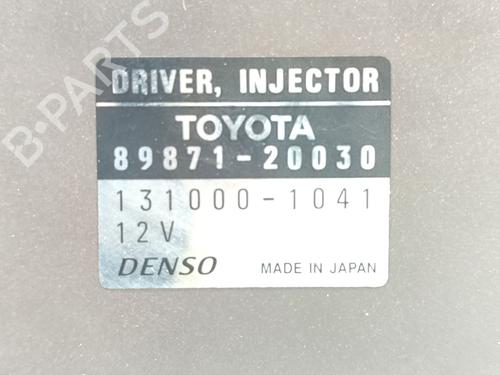 B-PARTS
DRIVER, INJECTOR
TOYOTA
89871-20030
131000-1041
12V
DENSO MADE IN JAPAN